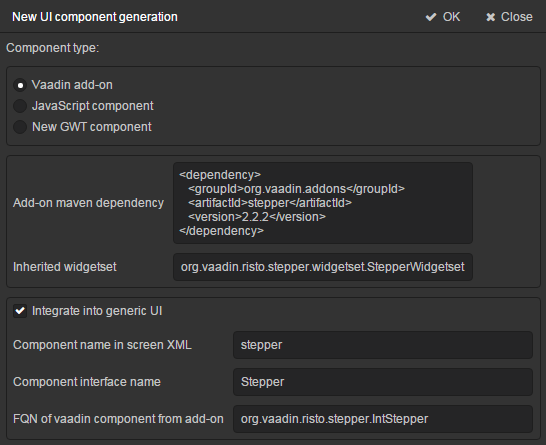 New UI component generation OK Close
Component type:
Vaadin add-on
JavaScript component
New GWT component
Add-on maven dependency
<dependency>
<groupId>org.vaadin.addons</groupId>
<artifactId>stepper</artifactId>
<version>2.2.2</version>
</dependency>
Inherited widgetset org.vaadin.risto.stepper.widgetset.StepperWidgetset
Integrate into generic UI
Component name in screen XML stepper
Component interface name Stepper
FQN of vaadin component from add-on org.vaadin.risto.stepper.IntStepper